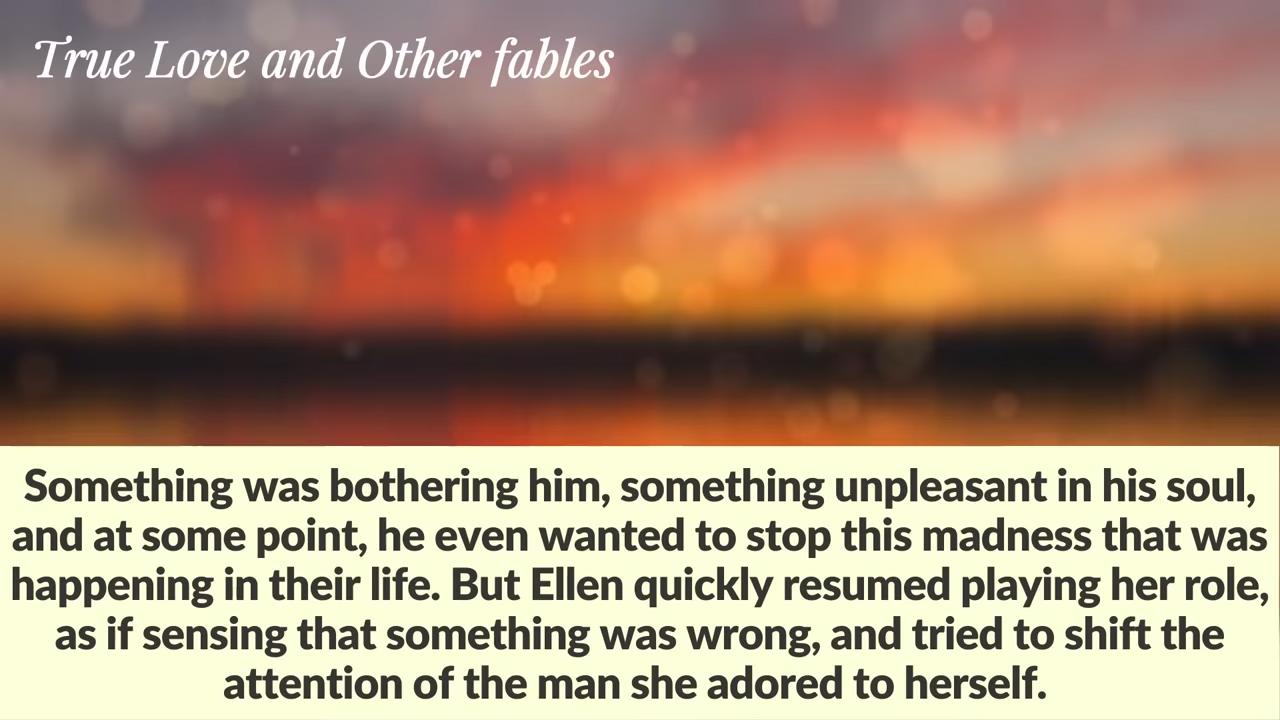 True Love and Other fables
Something was bothering him, something unpleasant in his soul,
and at some point, he even wanted to stop this madness that was
happening in their life. But Ellen quickly resumed playing her role,
as if sensing that something was wrong, and tried to shift the
attention of the man she adored to herself.